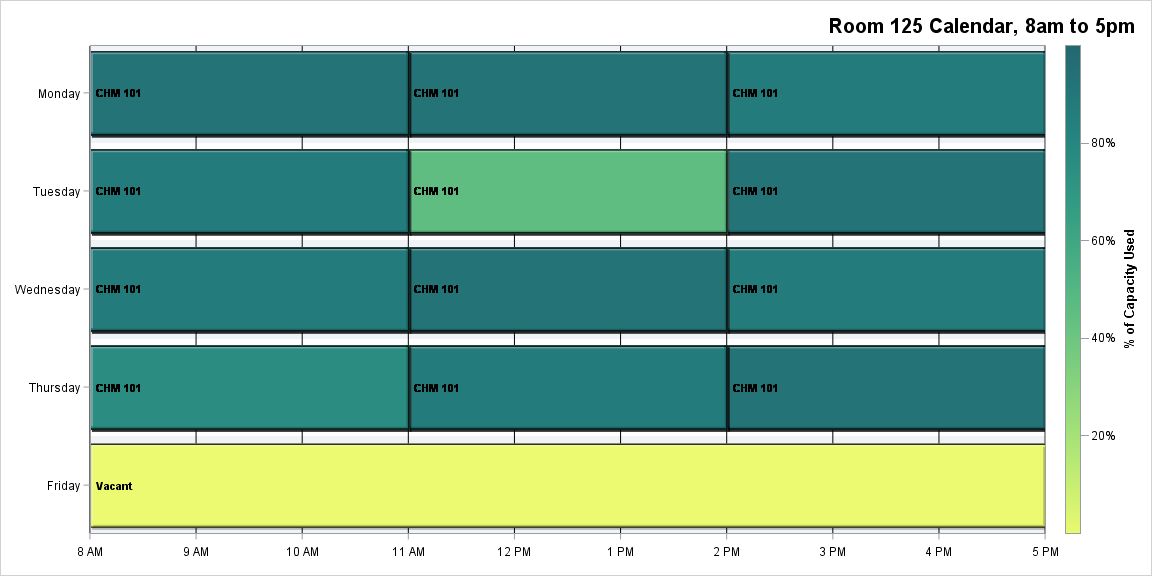 Room 125 Calendar, 8am to 5pm
Monday
CHM 101
CHM 101
CHM 101
Tuesday
CHM 101
CHM 101
CHM 101
Wednesday
CHM 101
CHM 101
CHM 101
Thursday
CHM 101
CHM 101
CHM 101
Friday
Vacant
8 AM
9 AM
10 AM
11 AM
12 PM
1 PM
2 PM
3 PM
4 PM
5 PM
80%
60%
40%
20%
% of Capacity Used